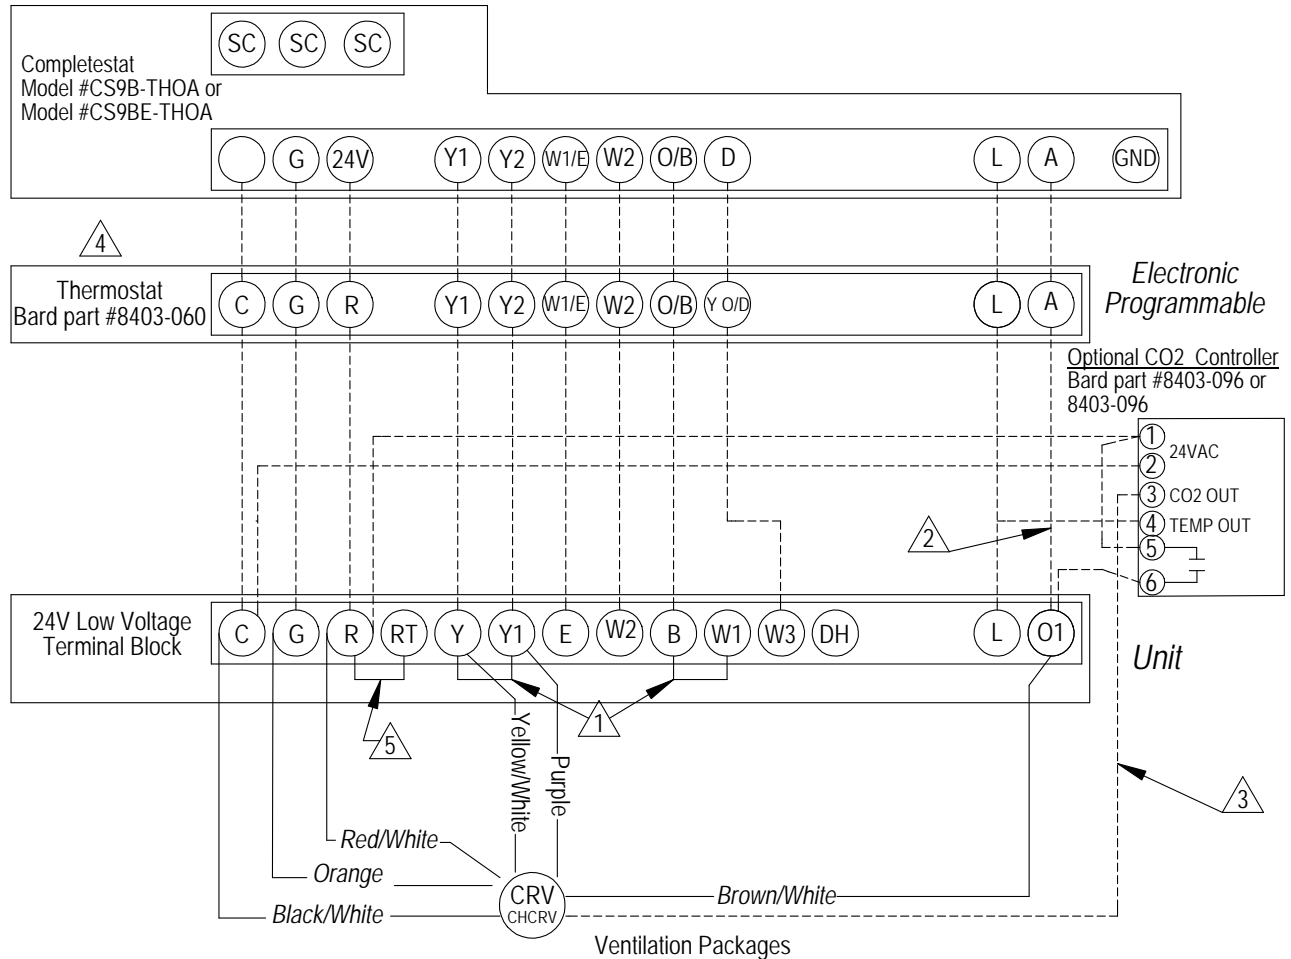 SC SC SC
Completestat
Model #CS9B-THOA or
Model #CS9BE-THOA
G 24V Y1 Y2 W1/E W2 O/B D L A GND
4
Thermostat
Bard part #8403-060
C G R Y1 Y2 W1/E W2 O/B Y O/D L A
Electronic
Programmable
Optional CO2 Controller
Bard part #8403-096 or
8403-096
1
24VAC
2
3 CO2 OUT
4 TEMP OUT
5
6
2
24V Low Voltage
Terminal Block
C G R RT Y Y1 E W2 B W1 W3 DH L O1
Unit
1
5
Yellow/White
Purple
3
Red/White
Orange
Black/White
CRV
CHCRV
Brown/White
Ventilation Packages